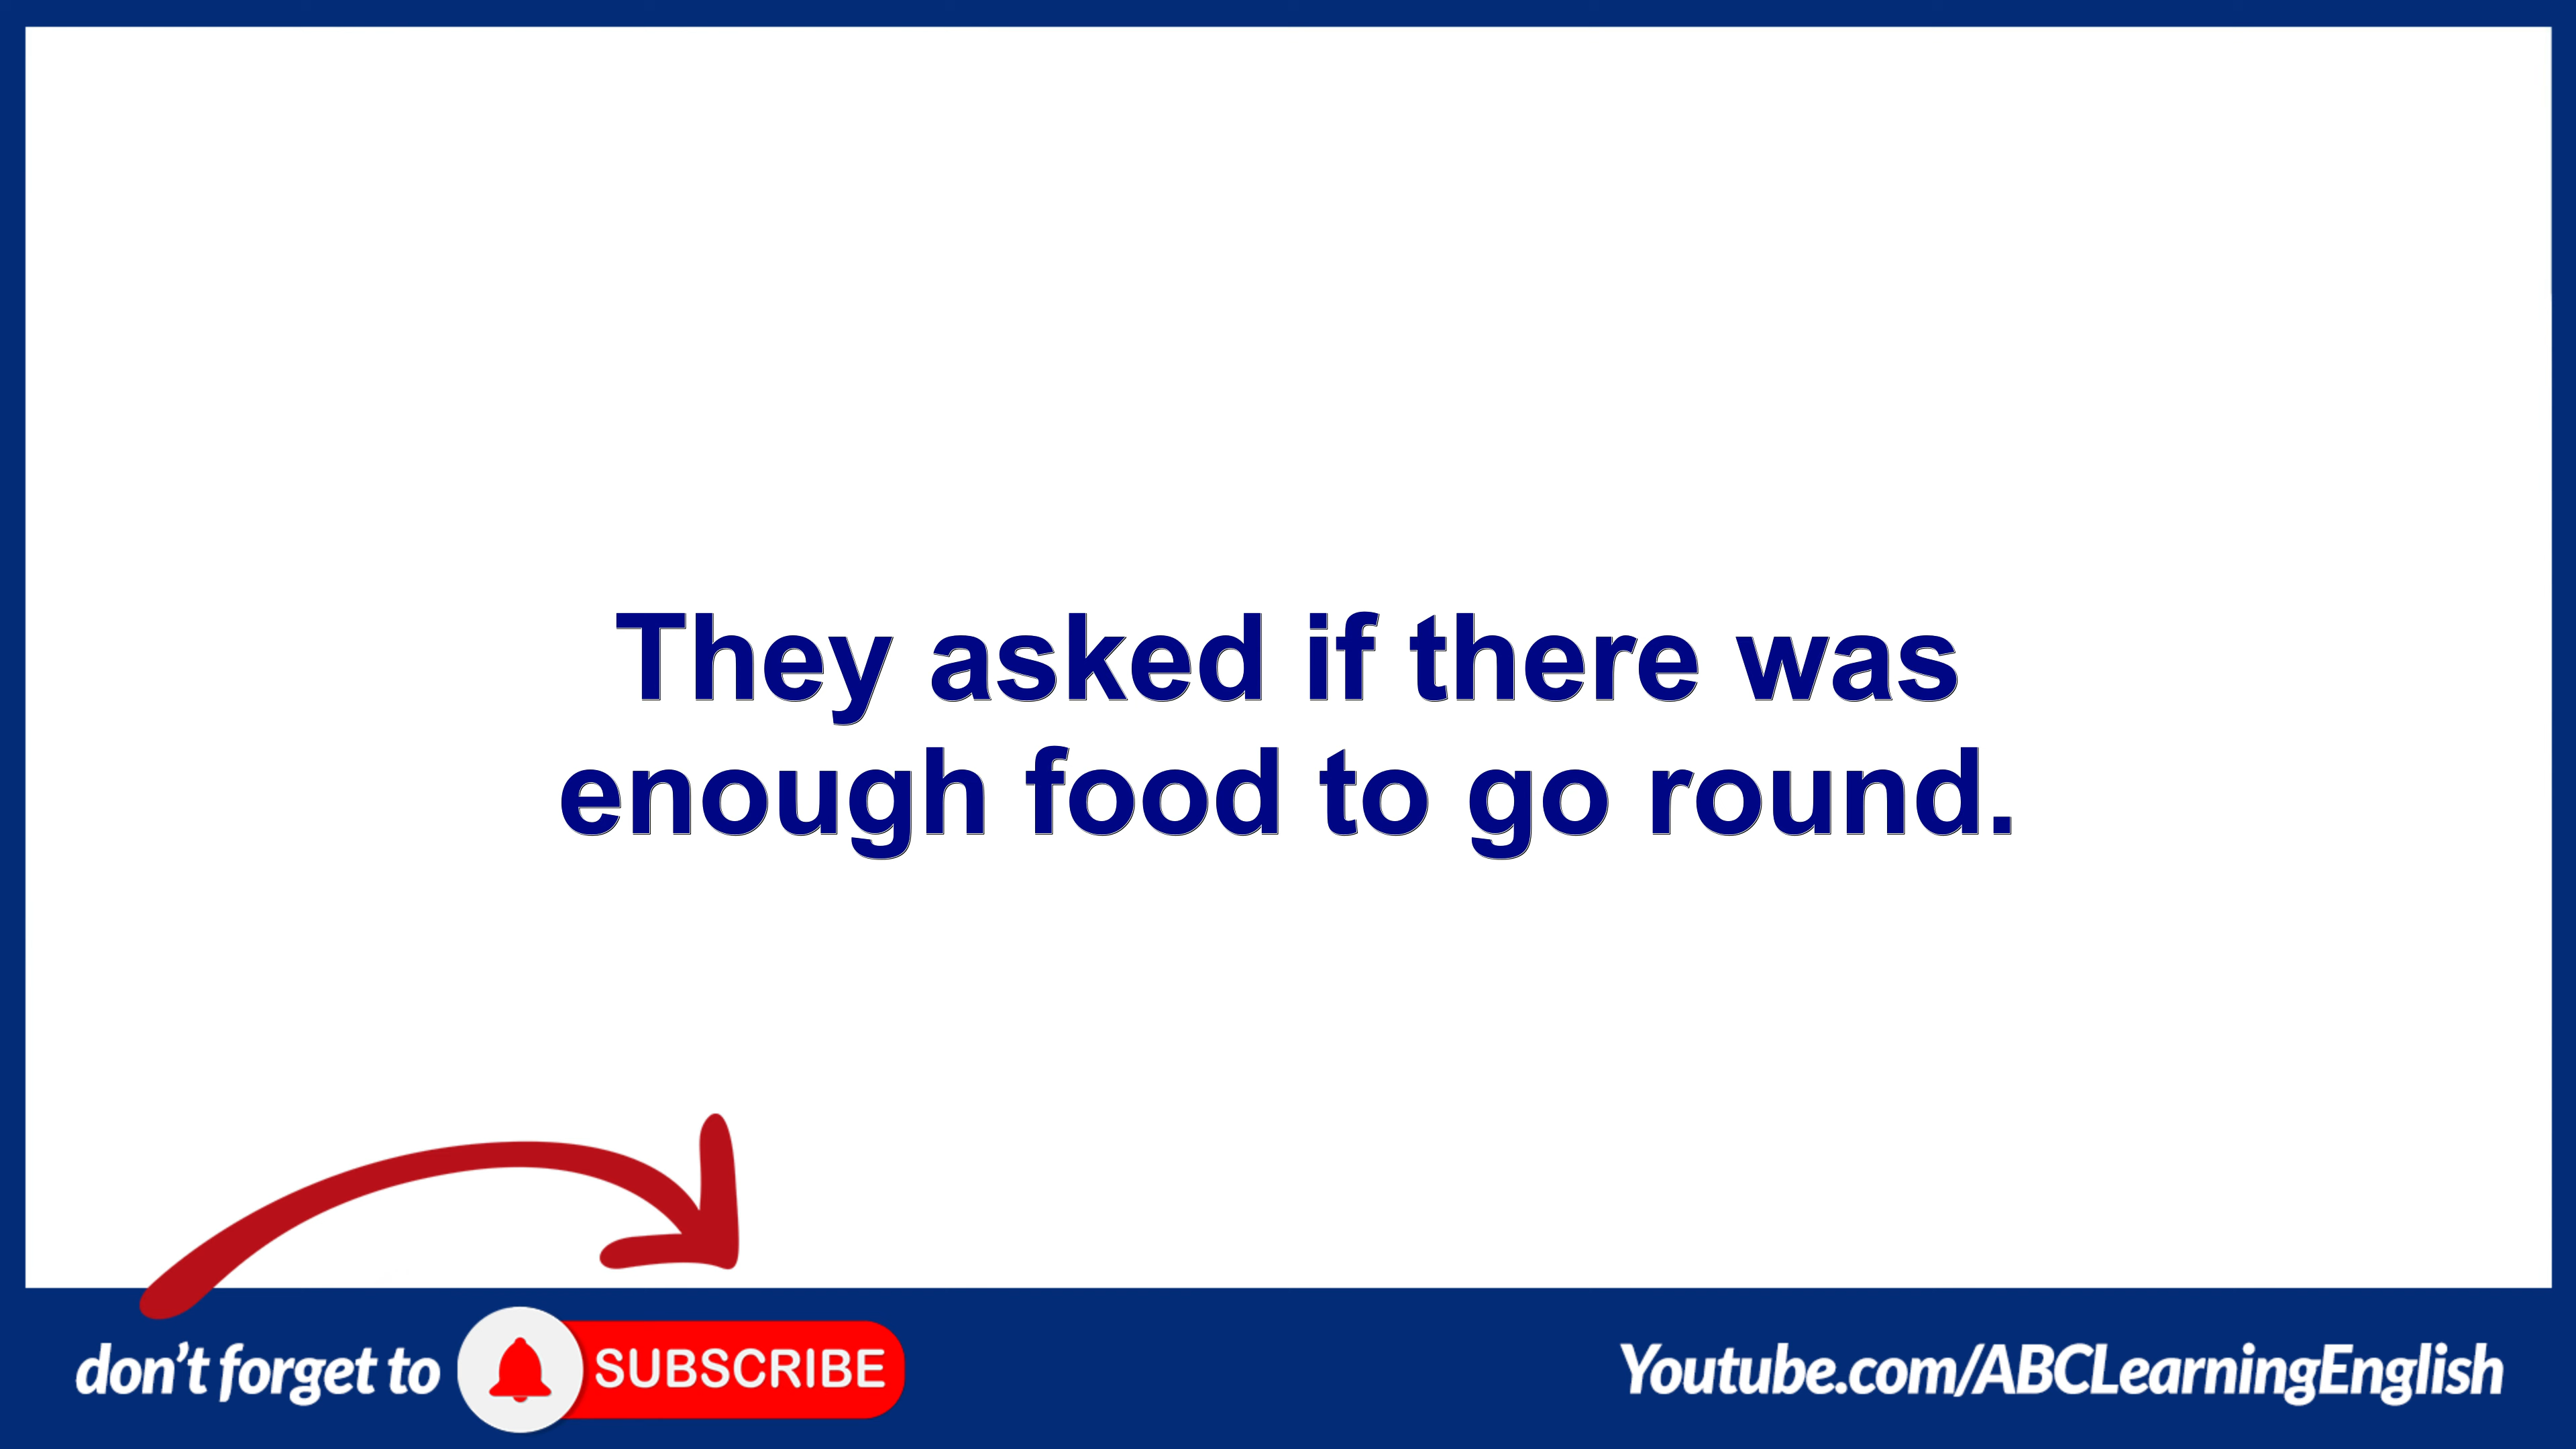 They asked if there was
enough food to go round.
don't forget to SUBSCRIBE
Youtube.com/ABCLearningEnglish